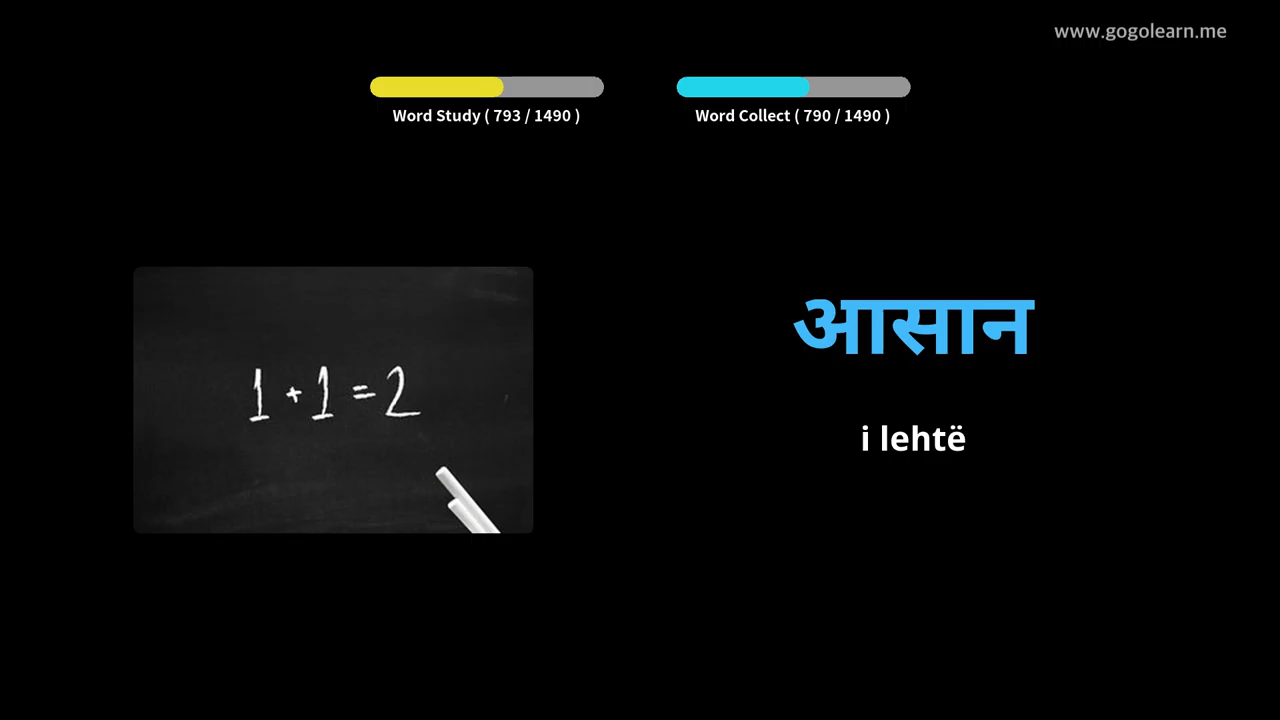 www.gogolearn.me
Word Study ( 793 / 1490 )
Word Collect ( 790 / 1490 )
1 + 1 = 2
आसान
i lehtë